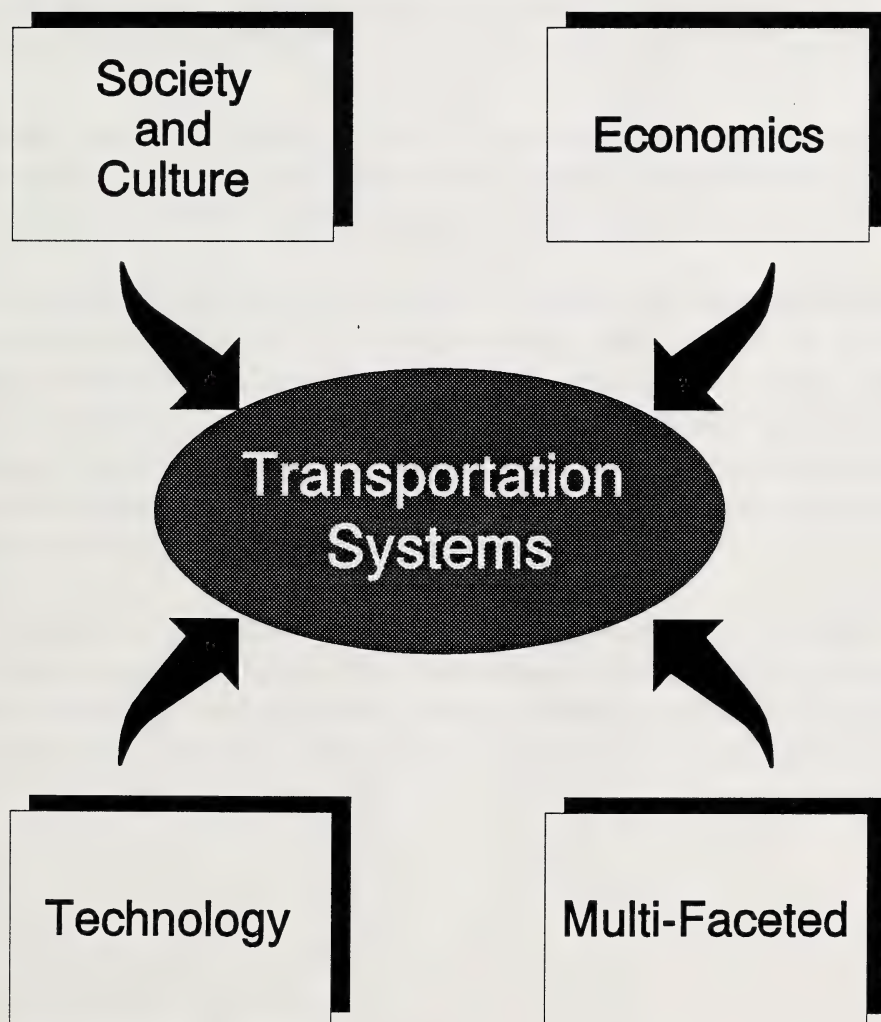 Society
and
Culture
Economics
Transportation
Systems
Technology
Multi-Faceted